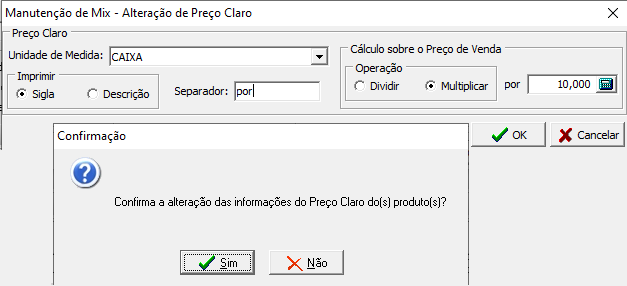 Manutenção de Mix - Alteração de Preço Claro
Preço Claro
Unidade de Medida: CAIXA
Imprimir
Sigla Descrição
Separador: por
Cálculo sobre o Preço de Venda
Operação
Dividir Multiplicar
por 10,000
OK Cancelar
Confirmação
Confirma a alteração das informações do Preço Claro do(s) produto(s)?
Sim Não